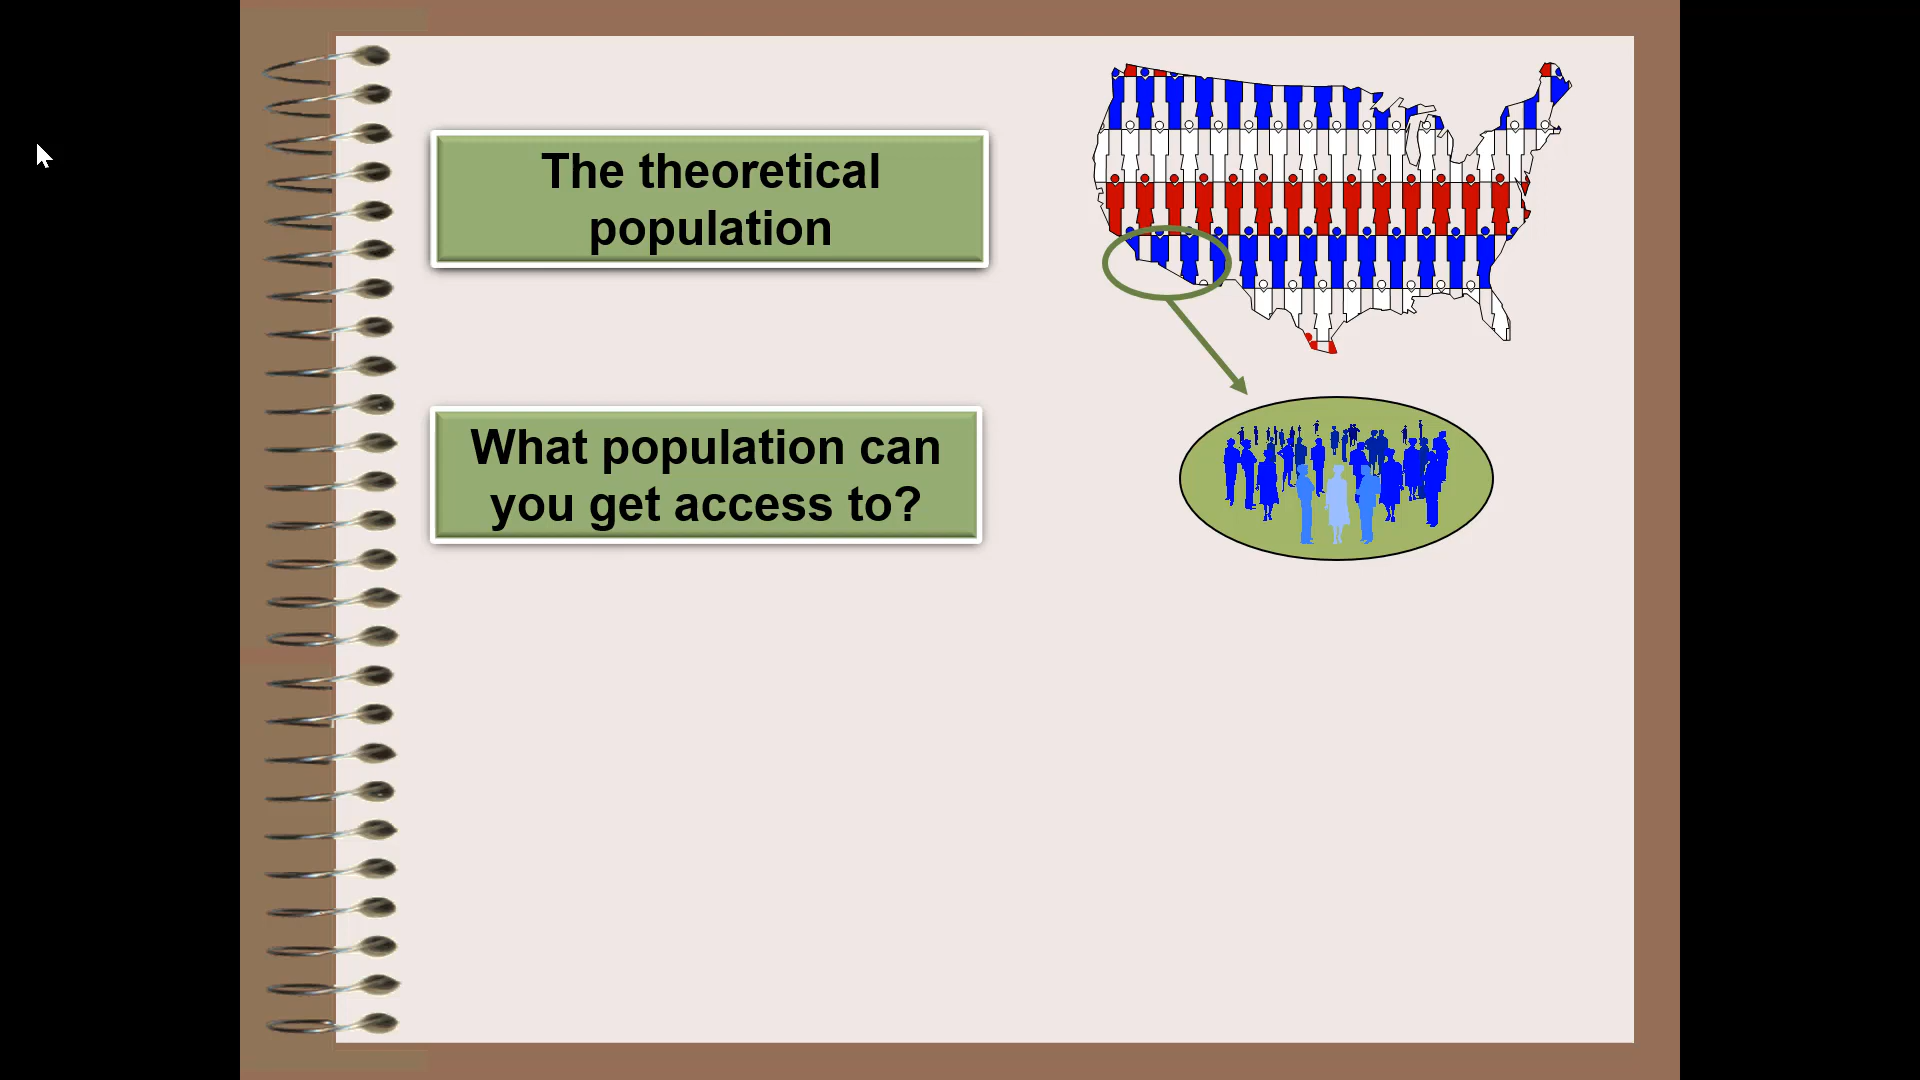 The theoretical
population
What population can
you get access to?